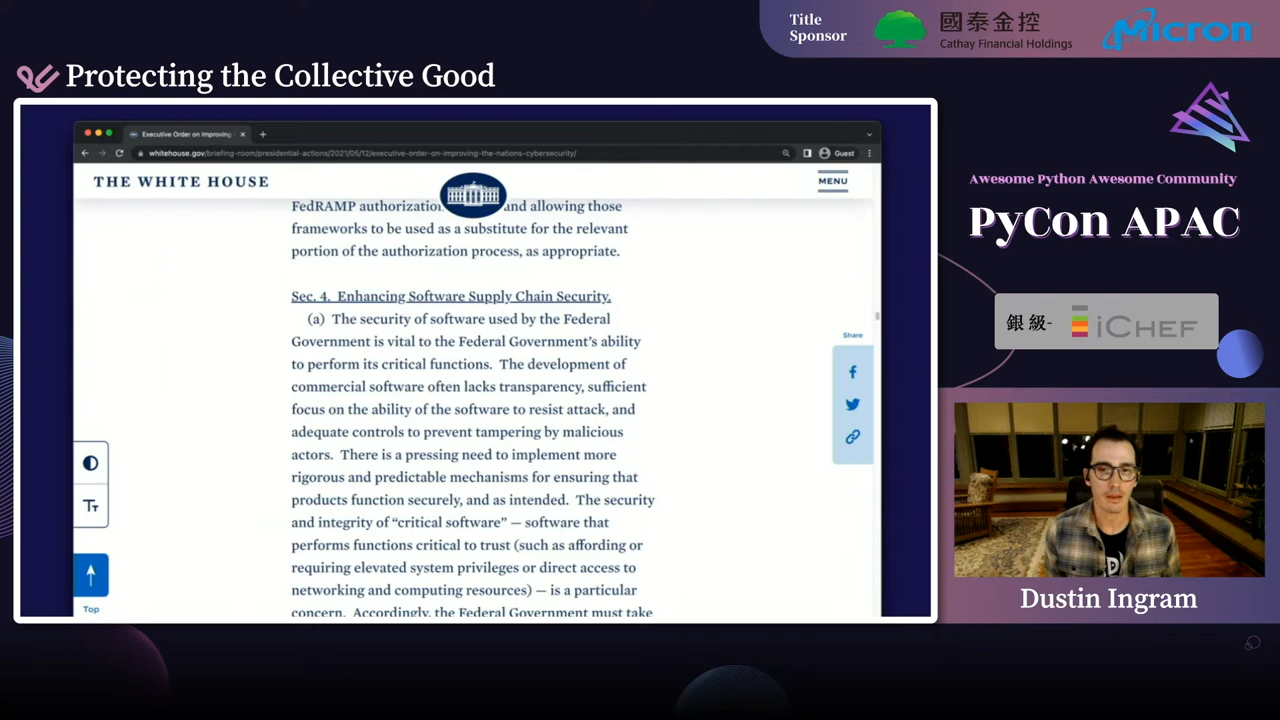 Title
Sponsor
國泰金控
Cathay Financial Holdings
Micron
Protecting the Collective Good
Executive Order on Improving
whitehouse.gov/briefing-room/presidential-actions/2021/05/12/executive-order-on-improving-the-nations-cybersecurity/
Guest
THE WHITE HOUSE
MENU
FedRAMP authorization and allowing those
frameworks to be used as a substitute for the relevant
portion of the authorization process, as appropriate.
Sec. 4. Enhancing Software Supply Chain Security.
(a) The security of software used by the Federal
Government is vital to the Federal Government’s ability
to perform its critical functions. The development of
commercial software often lacks transparency, sufficient
focus on the ability of the software to resist attack, and
adequate controls to prevent tampering by malicious
actors. There is a pressing need to implement more
rigorous and predictable mechanisms for ensuring that
products function securely, and as intended. The security
and integrity of “critical software” — software that
performs functions critical to trust (such as affording or
requiring elevated system privileges or direct access to
networking and computing resources) — is a particular
concern. Accordingly, the Federal Government must take
Share
Tт
Top
Awesome Python Awesome Community
PyCon APAC
銀級-
iCHEF
Dustin Ingram